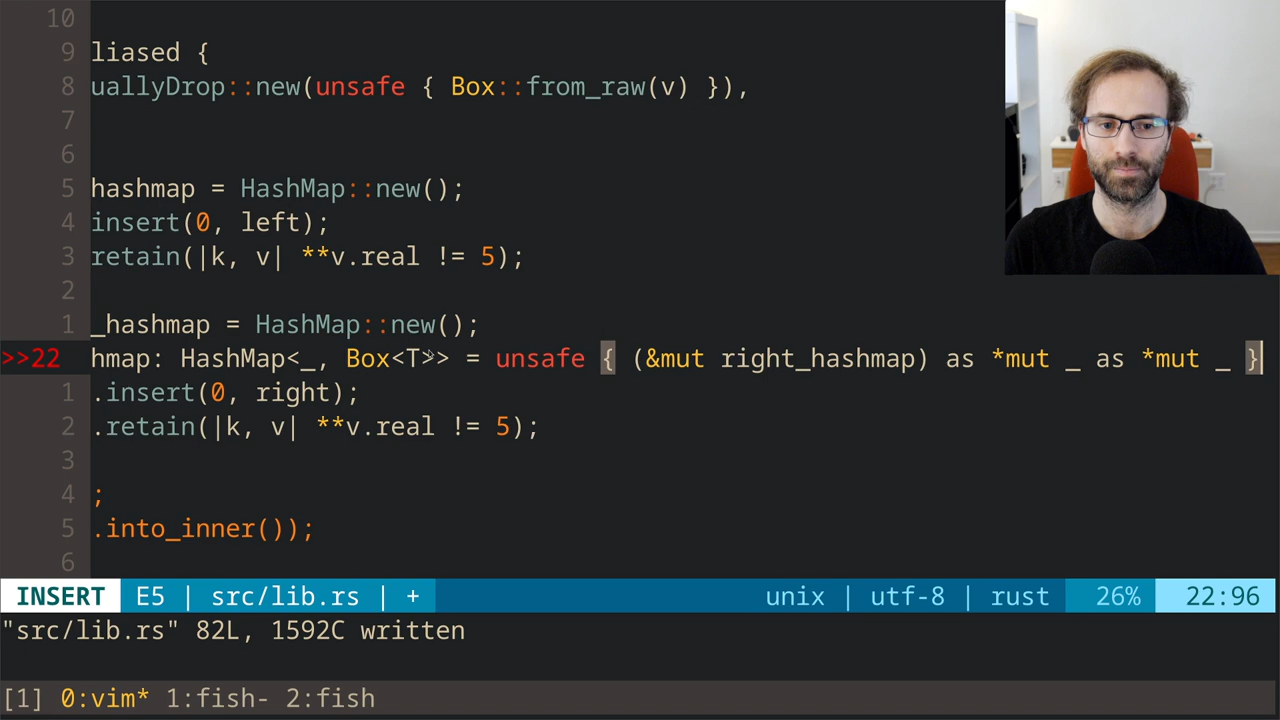 10
9 liased {
8 uallyDrop::new(unsafe { Box::from_raw(v) }),
7
6
5 hashmap = HashMap::new();
4 insert(0, left);
3 retain(|k, v| **v.real != 5);
2
1 _hashmap = HashMap::new();
>>22 hmap: HashMap<_, Box<T>> = unsafe { (&mut right_hashmap) as *mut _ as *mut _ }
1 .insert(0, right);
2 .retain(|k, v| **v.real != 5);
3
4 ;
5 .into_inner());
6
INSERT E5 | src/lib.rs | + unix | utf-8 | rust 26% 22:96
"src/lib.rs" 82L, 1592C written
[1] 0:vim* 1:fish- 2:fish